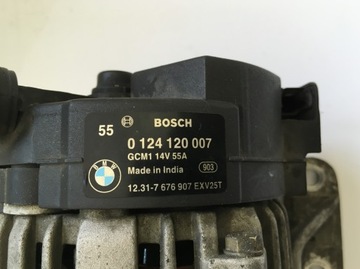 55 BOSCH
0 124 120 007
GCM1 14V 55A
Made in India 903
12.31-7 676 907 EXV25T
BMW